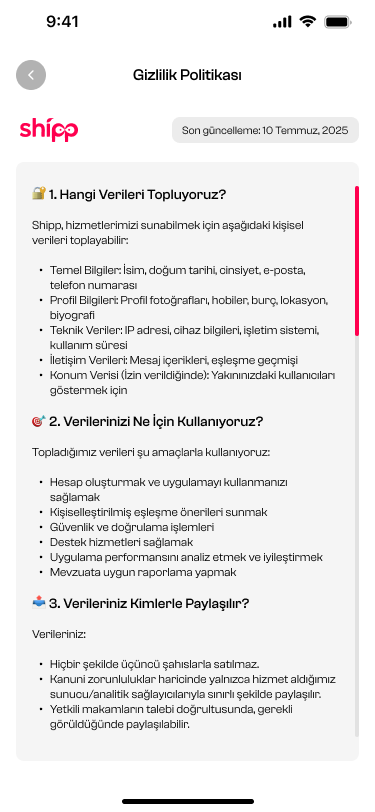 9:41
Gizlilik Politikası
shipp
Son güncelleme: 10 Temmuz, 2025
🔐 1. Hangi Verileri Topluyoruz?
Shipp, hizmetlerimizi sunabilmek için aşağıdaki kişisel
verileri toplayabilir:
• Temel Bilgiler: İsim, doğum tarihi, cinsiyet, e-posta,
telefon numarası
• Profil Bilgileri: Profil fotoğrafları, hobiler, burç, lokasyon,
biyografi
• Teknik Veriler: IP adresi, cihaz bilgileri, işletim sistemi,
kullanım süresi
• İletişim Verileri: Mesaj içerikleri, eşleşme geçmişi
• Konum Verisi (İzin verildiğinde): Yakınınızdaki kullanıcıları
göstermek için
🎯 2. Verilerinizi Ne İçin Kullanıyoruz?
Topladığımız verileri şu amaçlarla kullanıyoruz:
• Hesap oluşturmak ve uygulamayı kullanmanızı
sağlamak
• Kişiselleştirilmiş eşleşme önerileri sunmak
• Güvenlik ve doğrulama işlemleri
• Destek hizmetleri sağlamak
• Uygulama performansını analiz etmek ve iyileştirmek
• Mevzuata uygun raporlama yapmak
📤 3. Verileriniz Kimlerle Paylaşılır?
Verileriniz:
• Hiçbir şekilde üçüncü şahıslarla satılmaz.
• Kanuni zorunluluklar haricinde yalnızca hizmet aldığımız
sunucu/analitik sağlayıcılarıyla sınırlı şekilde paylaşılır.
• Yetkili makamların talebi doğrultusunda, gerekli
görüldüğünde paylaşılabilir.